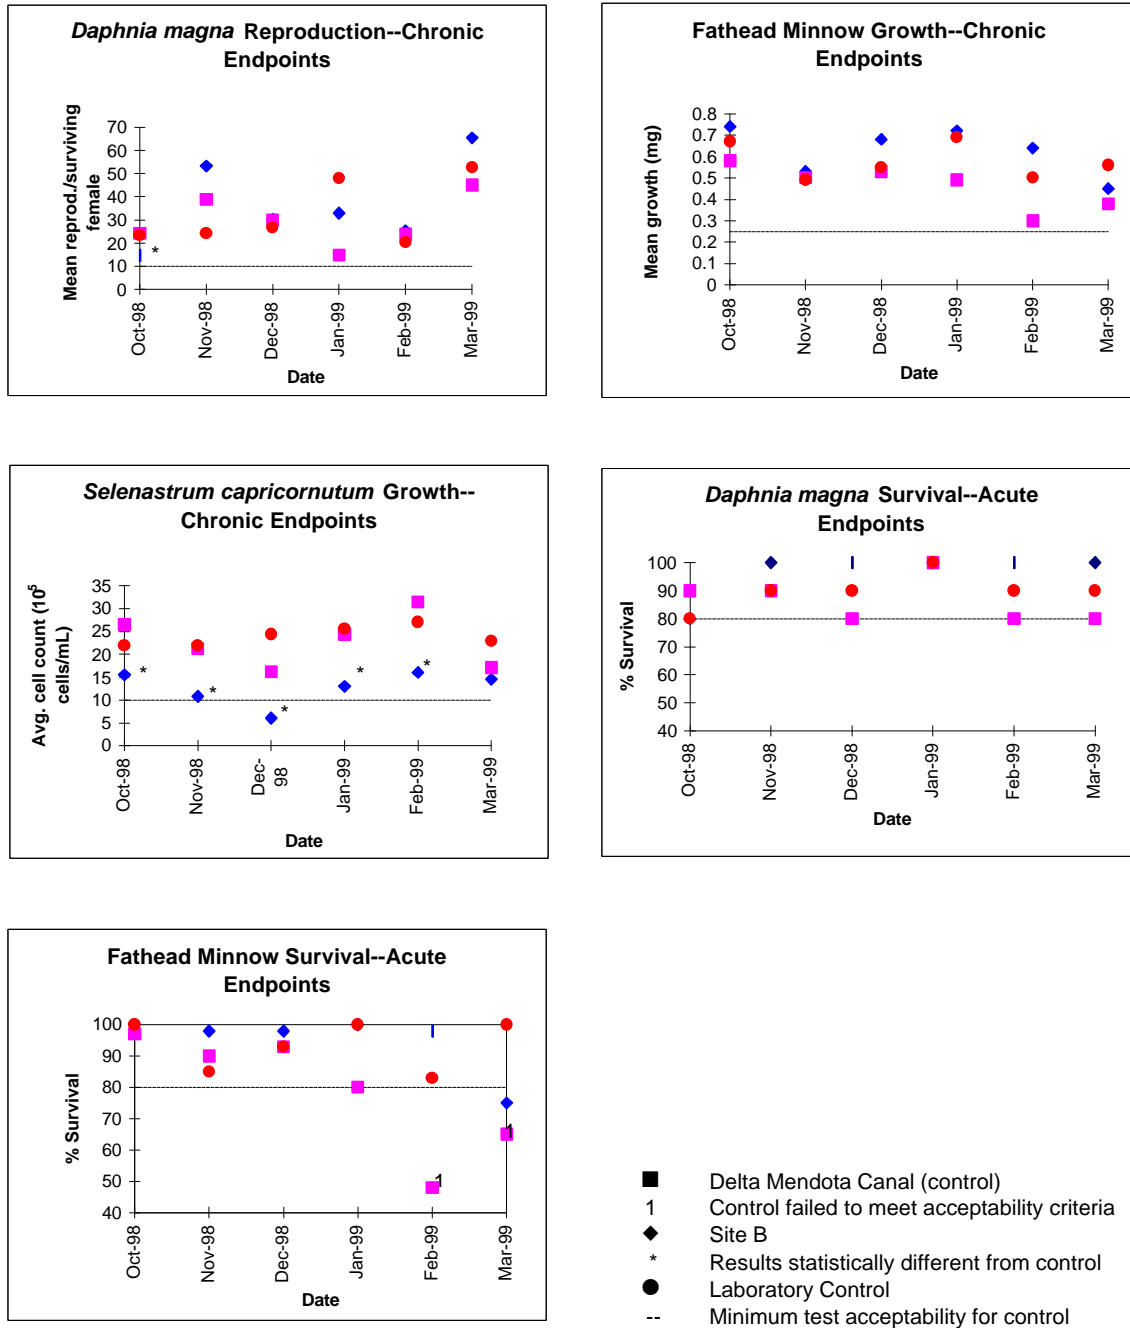 Daphnia magna Reproduction--Chronic
Endpoints
Mean reprod./surviving
female
70
60
50
40
30
20
10
0
*
Oct-98
Nov-98
Dec-98
Jan-99
Feb-99
Mar-99
Date
Fathead Minnow Growth--Chronic
Endpoints
Mean growth (mg)
0.8
0.7
0.6
0.5
0.4
0.3
0.2
0.1
0
Oct-98
Nov-98
Dec-98
Jan-99
Feb-99
Mar-99
Date
Selenastrum capricornutum Growth--
Chronic Endpoints
Avg. cell count (10⁵
cells/mL)
35
30
25
20
15
10
5
0
*
*
*
*
*
Oct-98
Nov-98
Dec-
98
Jan-99
Feb-99
Mar-99
Date
Daphnia magna Survival--Acute
Endpoints
% Survival
100
90
80
70
60
50
40
Oct-98
Nov-98
Dec-98
Jan-99
Feb-99
Mar-99
Date
Fathead Minnow Survival--Acute
Endpoints
% Survival
100
90
80
70
60
50
40
1
1
Oct-98
Nov-98
Dec-98
Jan-99
Feb-99
Mar-99
Date
Delta Mendota Canal (control)
1 Control failed to meet acceptability criteria
Site B
* Results statistically different from control
Laboratory Control
-- Minimum test acceptability for control